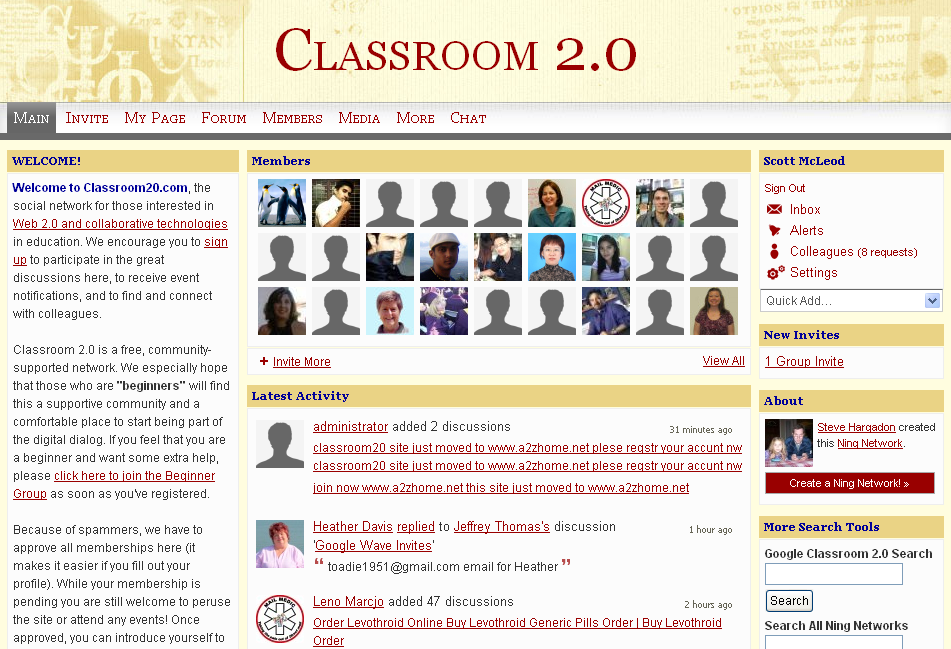 CLASSROOM 2.0
MAIN INVITE MY PAGE FORUM MEMBERS MEDIA MORE CHAT
WELCOME!
Welcome to Classroom20.com, the
social network for those interested in
Web 2.0 and collaborative technologies
in education. We encourage you to sign
up to participate in the great
discussions here, to receive event
notifications, and to find and connect
with colleagues.
Classroom 2.0 is a free, community-
supported network. We especially hope
that those who are "beginners" will find
this a supportive community and a
comfortable place to start being part of
the digital dialog. If you feel that you are
a beginner and want some extra help,
please click here to join the Beginner
Group as soon as you've registered.
Because of spammers, we have to
approve all memberships here (it
makes it easier if you fill out your
profile). While your membership is
pending you are still welcome to peruse
the site or attend any events! Once
approved, you can introduce yourself to
Members
MAIL MEDIC
+ Invite More
View All
Latest Activity
administrator added 2 discussions
31 minutes ago
classroom20 site just moved to www.a2zhome.net plese regstr your accunt nw
classroom20 site just moved to www.a2zhome.net plese regstr your accunt nw
join now www.a2zhome.net this site just moved to www.a2zhome.net
Heather Davis replied to Jeffrey Thomas's discussion
1 hour ago
'Google Wave Invites'
“ toadie1951@gmail.com email for Heather ”
MAIL MEDIC
Leno Marcjo added 47 discussions
2 hours ago
Order Levothroid Online Buy Levothroid Generic Pills Order | Buy Levothroid
Order
Scott McLeod
Sign Out
Inbox
Alerts
Colleagues (8 requests)
Settings
Quick Add...
New Invites
1 Group Invite
About
Steve Hargadon created
this Ning Network.
Create a Ning Network! »
More Search Tools
Google Classroom 2.0 Search
Search
Search All Ning Networks